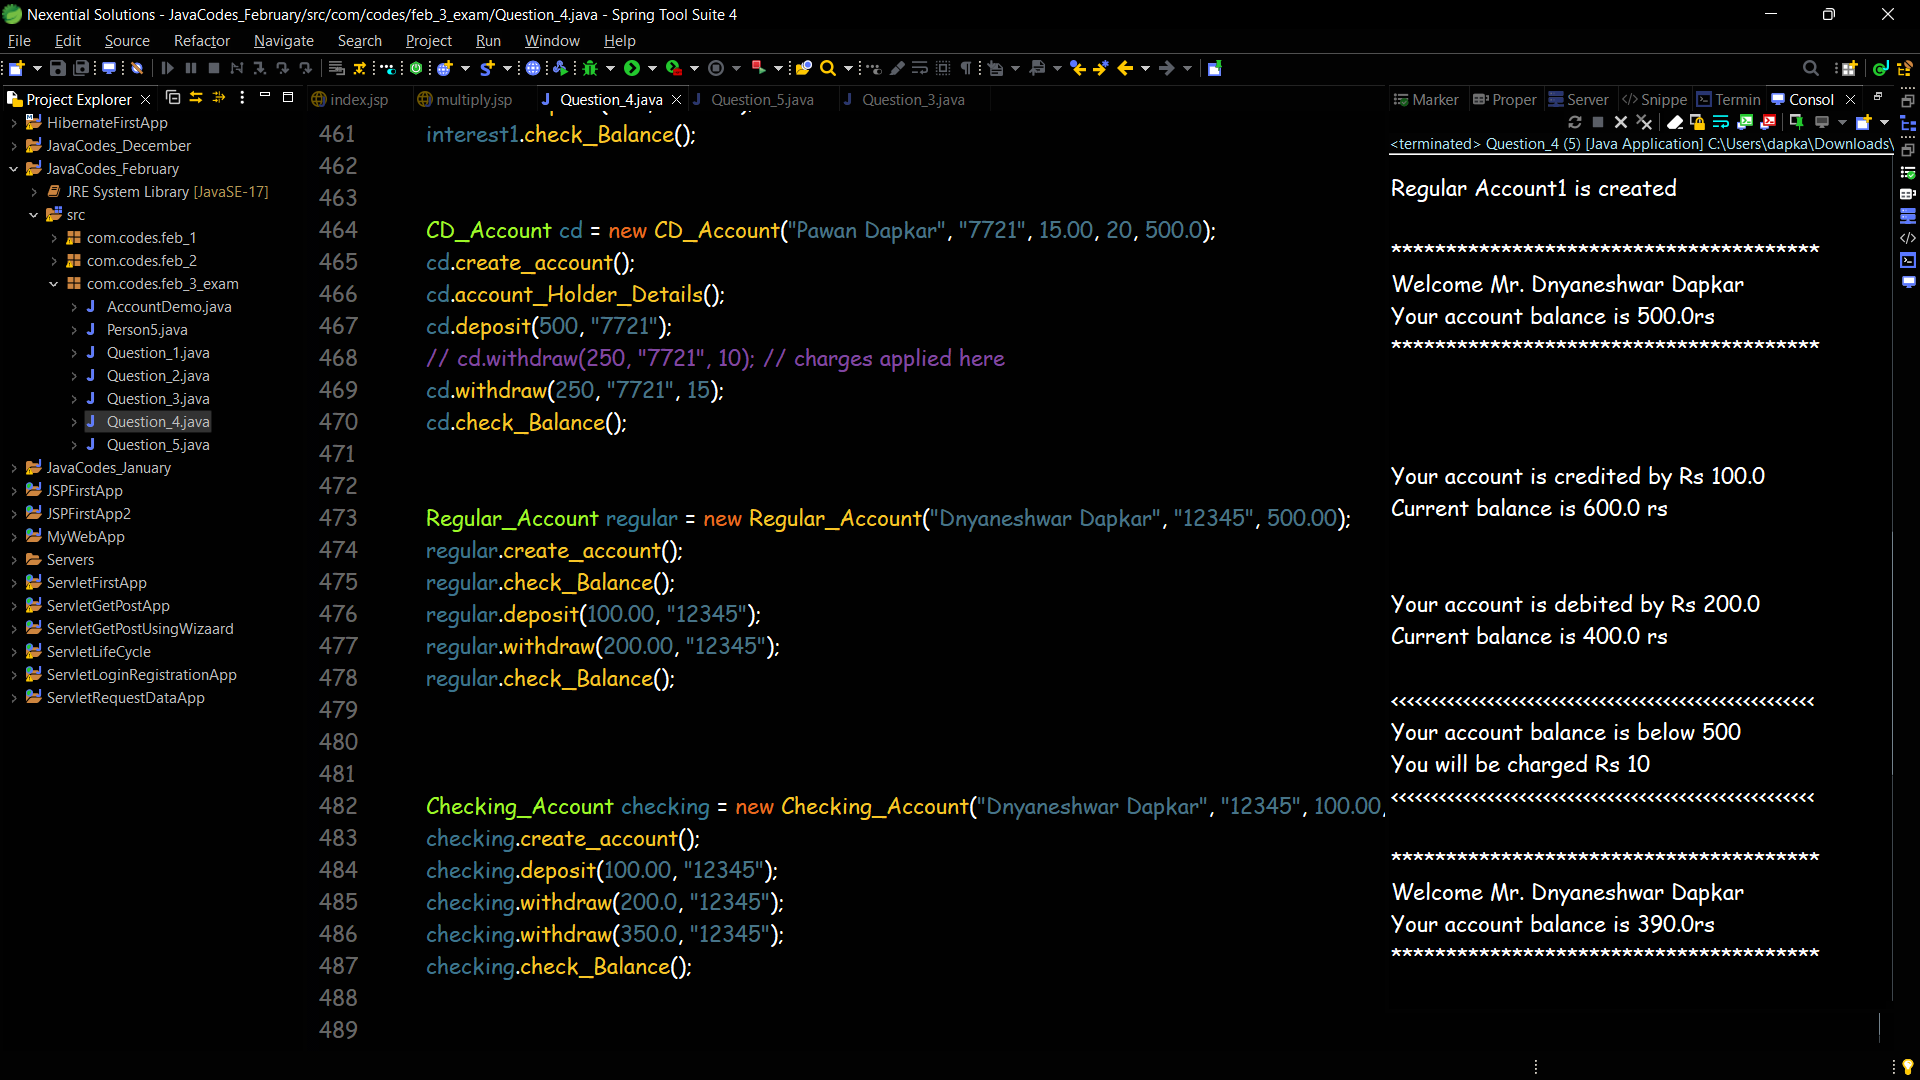 Nexential Solutions - JavaCodes_February/src/com/codes/feb_3_exam/Question_4.java - Spring Tool Suite 4
File Edit Source Refactor Navigate Search Project Run Window Help
Project Explorer
HibernateFirstApp
JavaCodes_December
JavaCodes_February
JRE System Library [JavaSE-17]
src
com.codes.feb_1
com.codes.feb_2
com.codes.feb_3_exam
AccountDemo.java
Person5.java
Question_1.java
Question_2.java
Question_3.java
Question_4.java
Question_5.java
JavaCodes_January
JSPFirstApp
JSPFirstApp2
MyWebApp
Servers
ServletFirstApp
ServletGetPostApp
ServletGetPostUsingWizaard
ServletLifeCycle
ServletLoginRegistrationApp
ServletRequestDataApp
index.jsp multiply.jsp Question_4.java Question_5.java Question_3.java
461 interest1.check_Balance();
462
463
464 CD_Account cd = new CD_Account("Pawan Dapkar", "7721", 15.00, 20, 500.0);
465 cd.create_account();
466 cd.account_Holder_Details();
467 cd.deposit(500, "7721");
468 // cd.withdraw(250, "7721", 10); // charges applied here
469 cd.withdraw(250, "7721", 15);
470 cd.check_Balance();
471
472
473 Regular_Account regular = new Regular_Account("Dnyaneshwar Dapkar", "12345", 500.00);
474 regular.create_account();
475 regular.check_Balance();
476 regular.deposit(100.00, "12345");
477 regular.withdraw(200.00, "12345");
478 regular.check_Balance();
479
480
481
482 Checking_Account checking = new Checking_Account("Dnyaneshwar Dapkar", "12345", 100.00,
483 checking.create_account();
484 checking.deposit(100.00, "12345");
485 checking.withdraw(200.0, "12345");
486 checking.withdraw(350.0, "12345");
487 checking.check_Balance();
488
489
Marker Proper Server Snippe Termin Consol
<terminated> Question_4 (5) [Java Application] C:\Users\dapka\Downloads\
Regular Account1 is created
***************************************
Welcome Mr. Dnyaneshwar Dapkar
Your account balance is 500.0rs
***************************************
Your account is credited by Rs 100.0
Current balance is 600.0 rs
Your account is debited by Rs 200.0
Current balance is 400.0 rs
<<<<<<<<<<<<<<<<<<<<<<<<<<<<<<<<<<<<<<<<<<<<<<<<<<<<<
Your account balance is below 500
You will be charged Rs 10
<<<<<<<<<<<<<<<<<<<<<<<<<<<<<<<<<<<<<<<<<<<<<<<<<<<<<
***************************************
Welcome Mr. Dnyaneshwar Dapkar
Your account balance is 390.0rs
***************************************